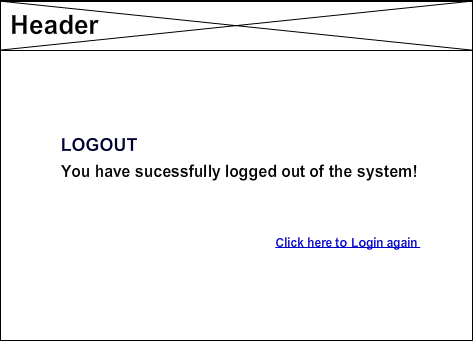 Header
LOGOUT
You have sucessfully logged out of the system!
Click here to Login again